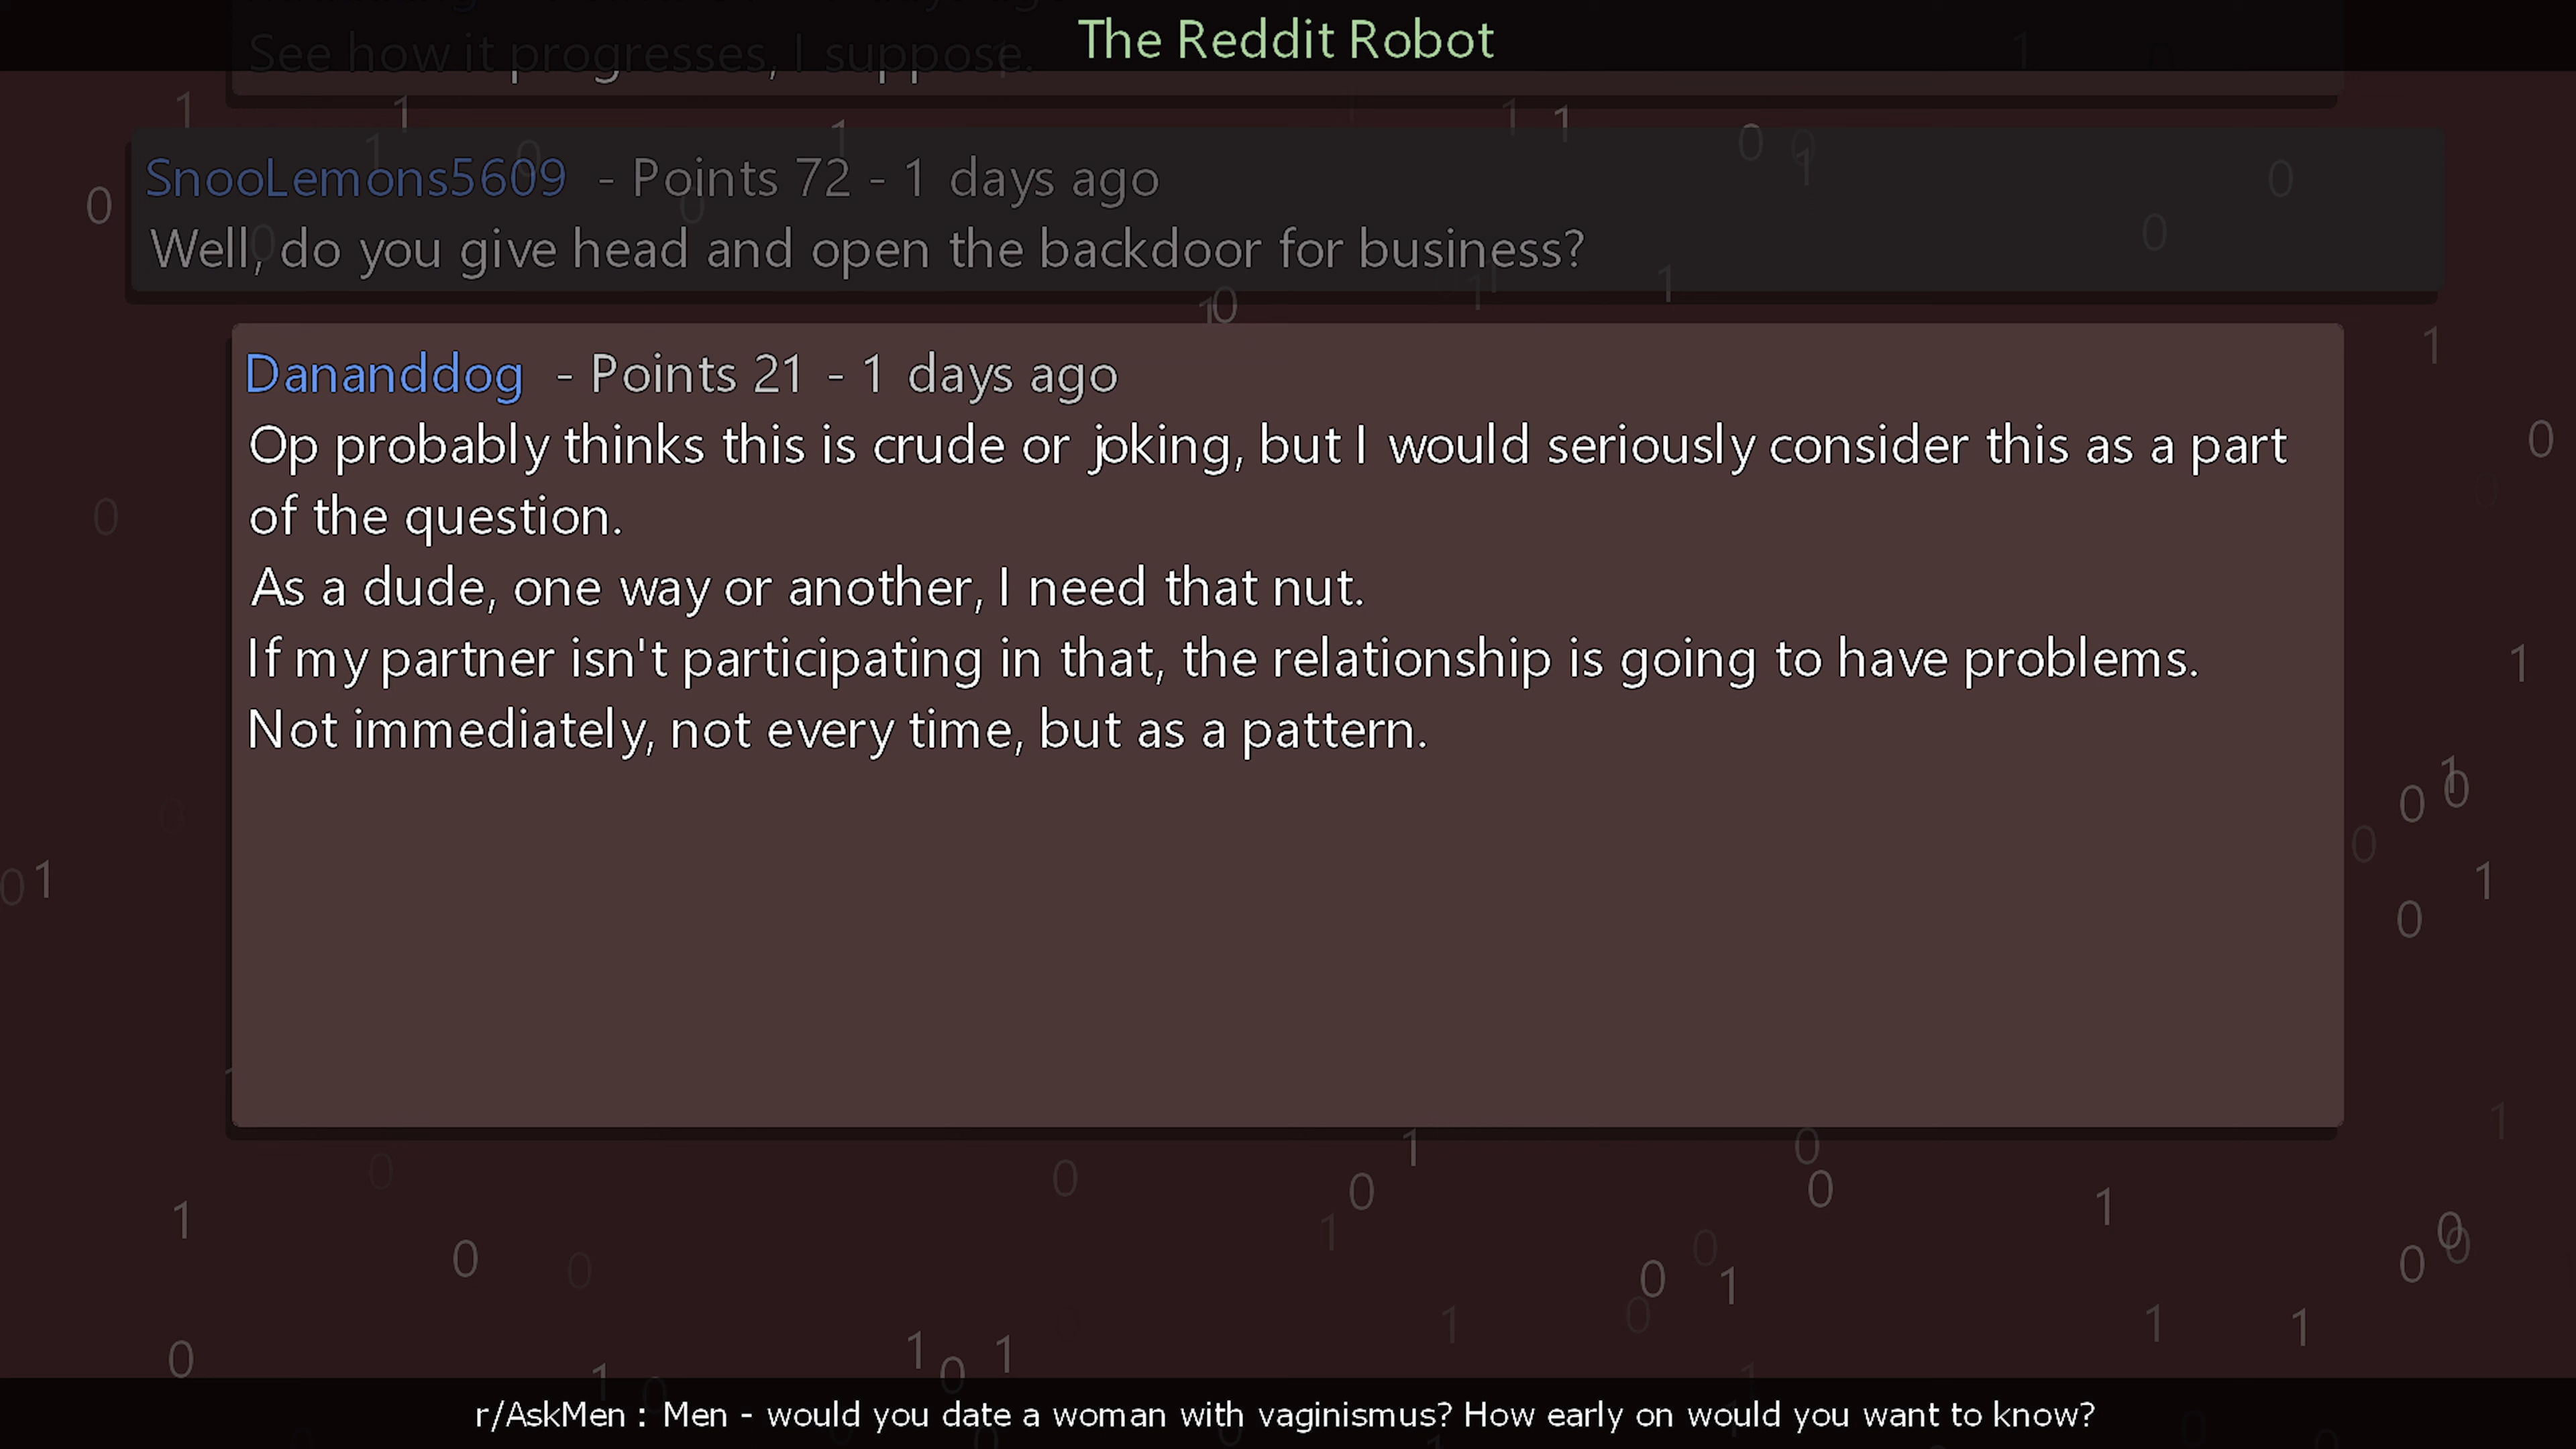 The Reddit Robot
See how it progresses, I suppose.
SnooLemons5609 - Points 72 - 1 days ago
Well, do you give head and open the backdoor for business?
Dananddog - Points 21 - 1 days ago
Op probably thinks this is crude or joking, but I would seriously consider this as a part
of the question.
As a dude, one way or another, I need that nut.
If my partner isn't participating in that, the relationship is going to have problems.
Not immediately, not every time, but as a pattern.
r/AskMen : Men - would you date a woman with vaginismus? How early on would you want to know?